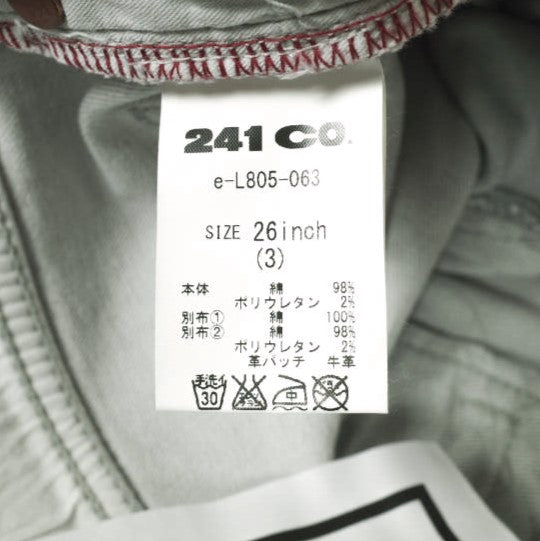 241 CO.
e-L805-063
SIZE 26inch
(3)
本体 綿 98%
ポリウレタン 2%
別布① 綿 100%
別布② 綿 98%
ポリウレタン 2%
革パッチ 牛革
手洗イ
30